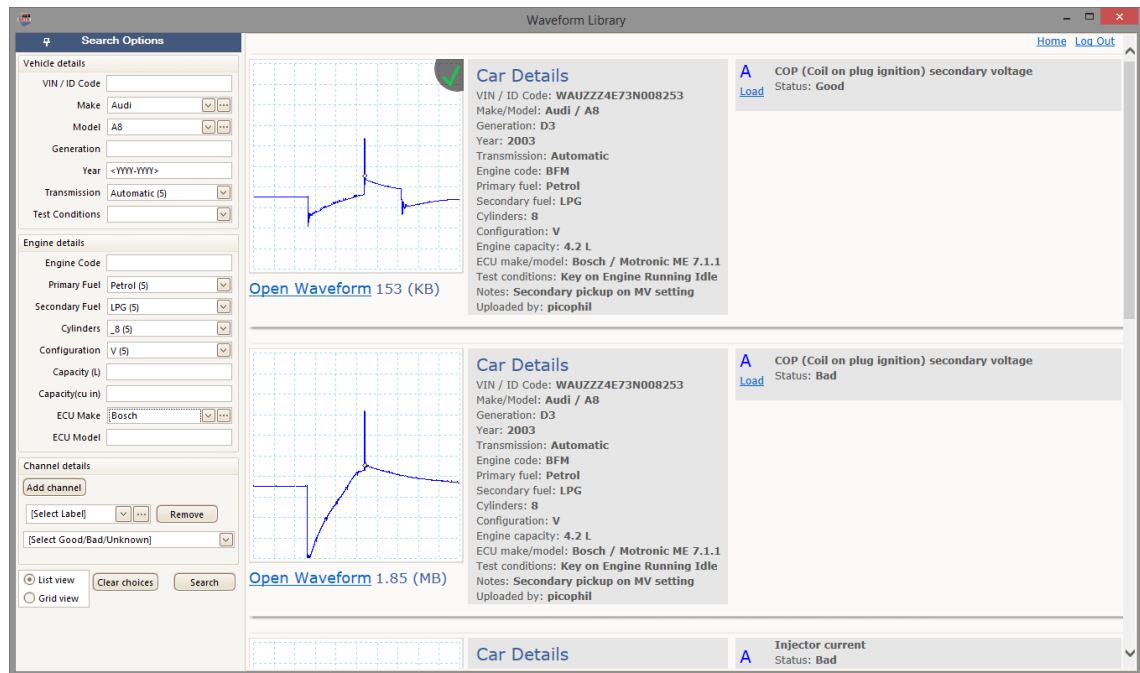 Waveform Library
Search Options
Home Log Out
Vehicle details
VIN / ID Code
Make Audi
Model A8
Generation
Year <YYYY-YYYY>
Transmission Automatic (5)
Test Conditions
Engine details
Engine Code
Primary Fuel Petrol (5)
Secondary Fuel LPG (5)
Cylinders _8 (5)
Configuration V (5)
Capacity (L)
Capacity(cu in)
ECU Make Bosch
ECU Model
Channel details
Add channel
[Select Label] ... Remove
[Select Good/Bad/Unknown]
List view
Grid view
Clear choices Search
Open Waveform 153 (KB)
Car Details
VIN / ID Code: WAUZZZ4E73N008253
Make/Model: Audi / A8
Generation: D3
Year: 2003
Transmission: Automatic
Engine code: BFM
Primary fuel: Petrol
Secondary fuel: LPG
Cylinders: 8
Configuration: V
Engine capacity: 4.2 L
ECU make/model: Bosch / Motronic ME 7.1.1
Test conditions: Key on Engine Running Idle
Notes: Secondary pickup on MV setting
Uploaded by: picophil
A COP (Coil on plug ignition) secondary voltage
Load Status: Good
Open Waveform 1.85 (MB)
Car Details
VIN / ID Code: WAUZZZ4E73N008253
Make/Model: Audi / A8
Generation: D3
Year: 2003
Transmission: Automatic
Engine code: BFM
Primary fuel: Petrol
Secondary fuel: LPG
Cylinders: 8
Configuration: V
Engine capacity: 4.2 L
ECU make/model: Bosch / Motronic ME 7.1.1
Test conditions: Key on Engine Running Idle
Notes: Secondary pickup on MV setting
Uploaded by: picophil
A COP (Coil on plug ignition) secondary voltage
Load Status: Bad
Car Details
A Injector current
Status: Bad